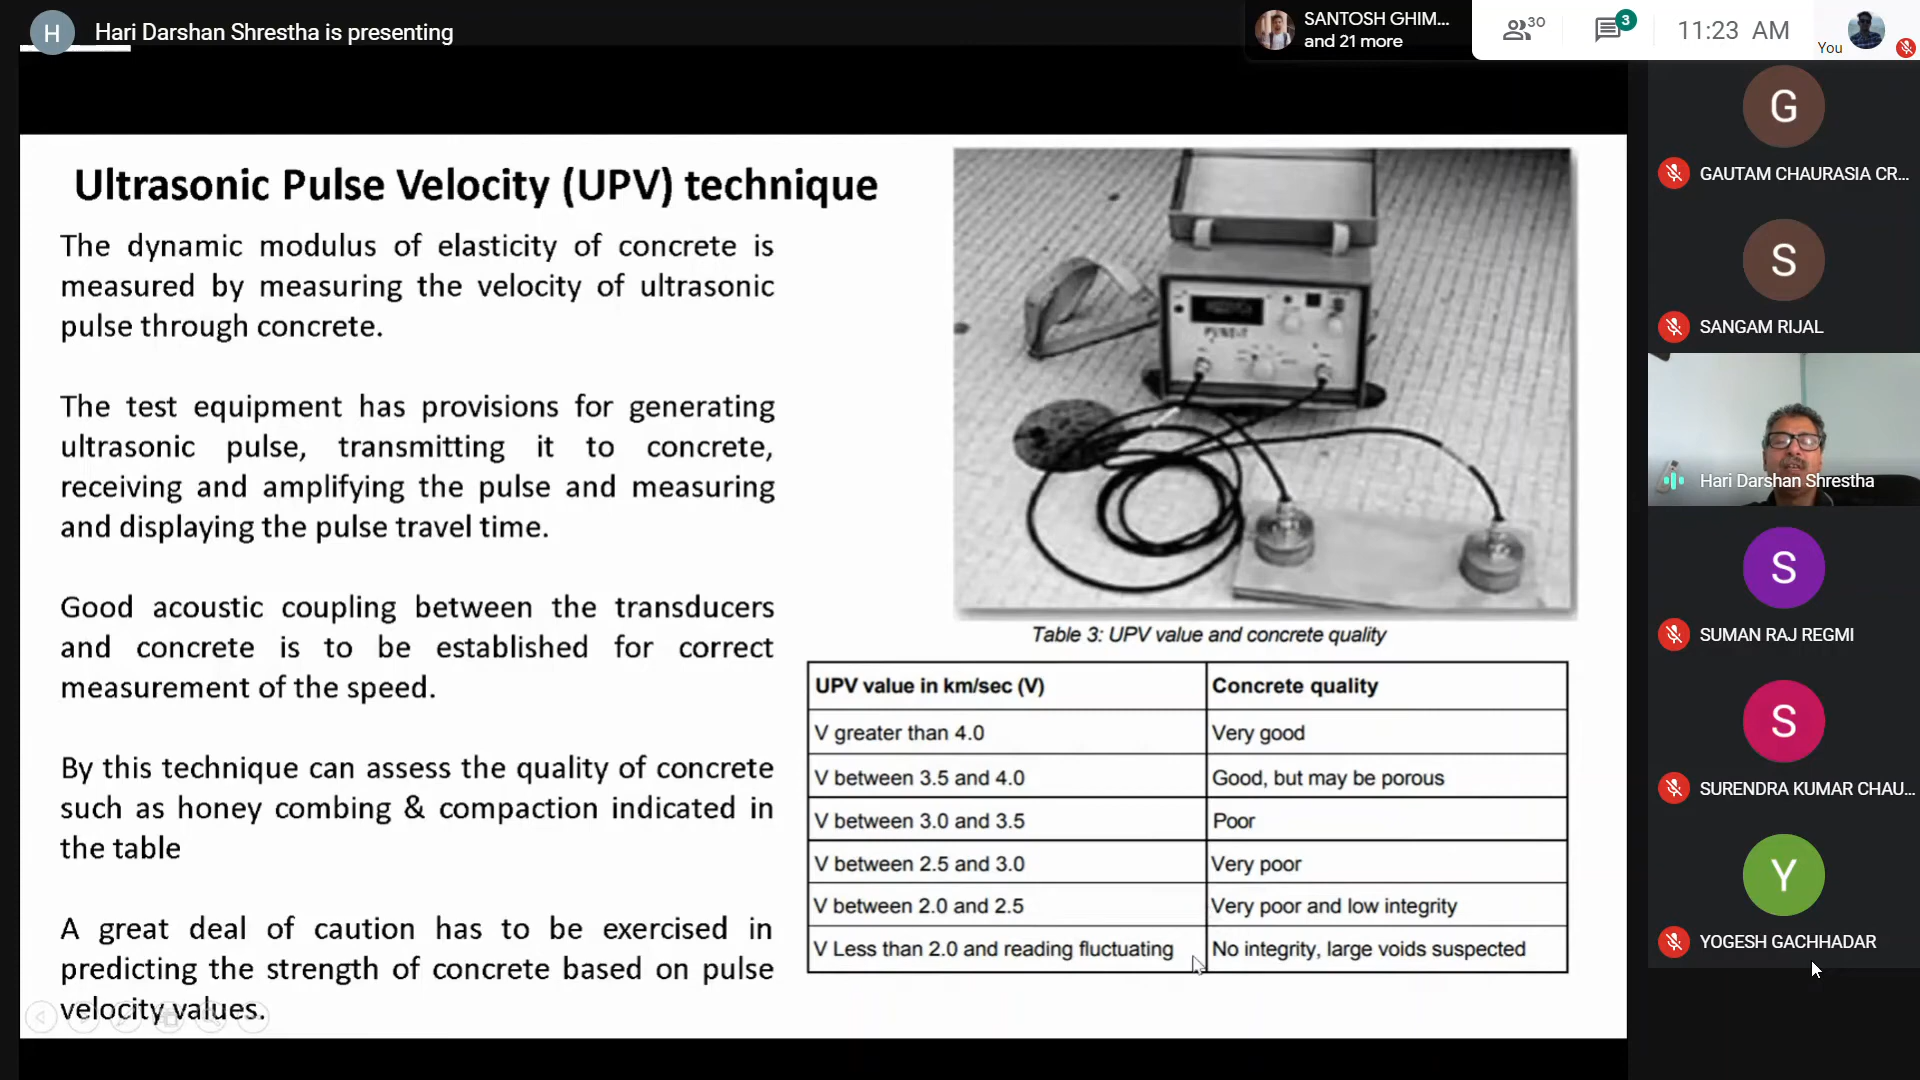 H
Hari Darshan Shrestha is presenting
SANTOSH GHIM...
and 21 more
30
3
11:23 AM
You
Ultrasonic Pulse Velocity (UPV) technique
The dynamic modulus of elasticity of concrete is
measured by measuring the velocity of ultrasonic
pulse through concrete.
The test equipment has provisions for generating
ultrasonic pulse, transmitting it to concrete,
receiving and amplifying the pulse and measuring
and displaying the pulse travel time.
Good acoustic coupling between the transducers
and concrete is to be established for correct
measurement of the speed.
By this technique can assess the quality of concrete
such as honey combing & compaction indicated in
the table
A great deal of caution has to be exercised in
predicting the strength of concrete based on pulse
velocity values.
PUNDIT
Table 3: UPV value and concrete quality
UPV value in km/sec (V) Concrete quality
V greater than 4.0 Very good
V between 3.5 and 4.0 Good, but may be porous
V between 3.0 and 3.5 Poor
V between 2.5 and 3.0 Very poor
V between 2.0 and 2.5 Very poor and low integrity
V Less than 2.0 and reading fluctuating No integrity, large voids suspected
G
GAUTAM CHAURASIA CR...
S
SANGAM RIJAL
Hari Darshan Shrestha
S
SUMAN RAJ REGMI
S
SURENDRA KUMAR CHAU...
Y
YOGESH GACHHADAR